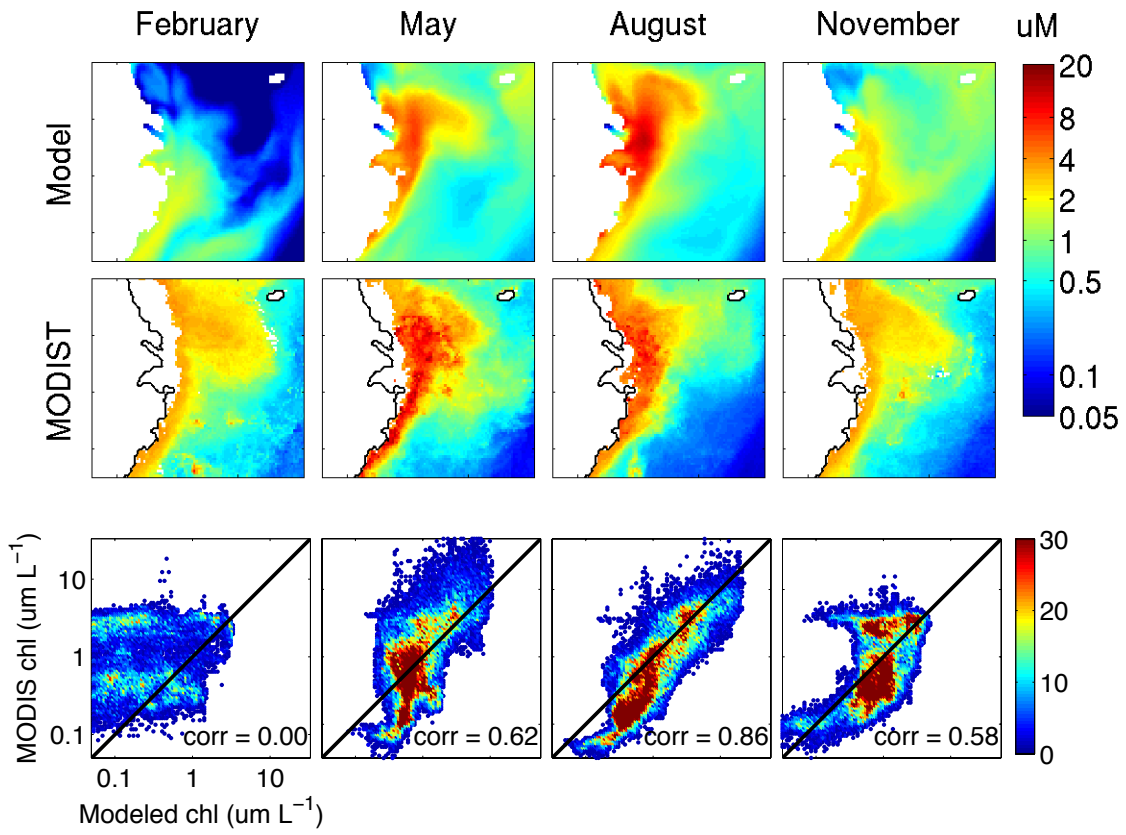 February May August November uM
Model
20
8
4
2
1
0.5
0.1
0.05
MODIST
MODIS chl (um L⁻¹)
10
1
0.1
corr = 0.00 corr = 0.62 corr = 0.86 corr = 0.58
30
20
10
0
0.1 1 10
Modeled chl (um L⁻¹)